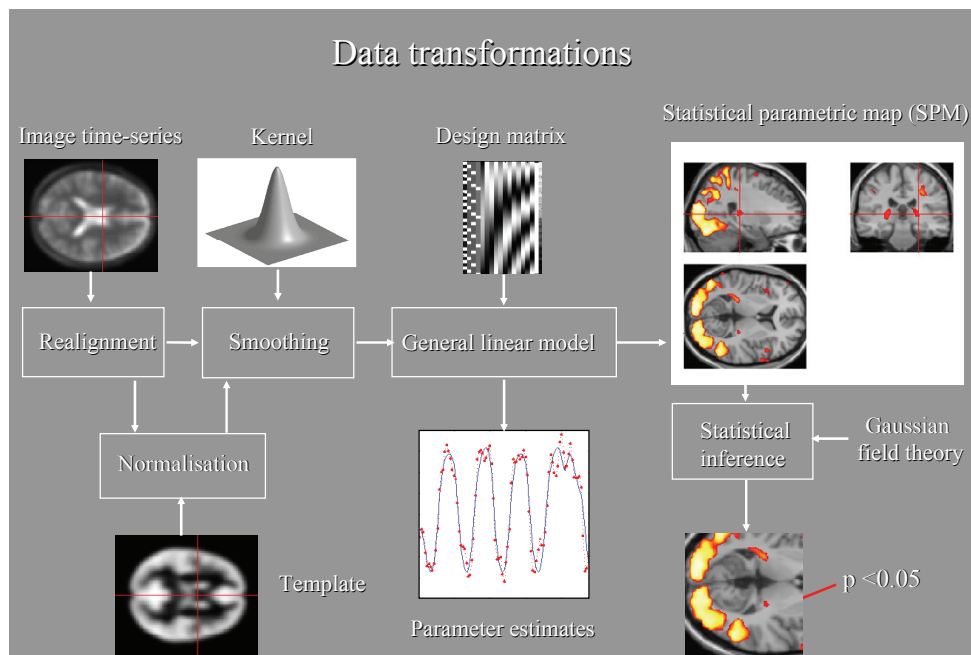 Data transformations
Image time-series
Kernel
Design matrix
Statistical parametric map (SPM)
Realignment
Smoothing
General linear model
Normalisation
Statistical
inference
Gaussian
field theory
Template
Parameter estimates
p <0.05